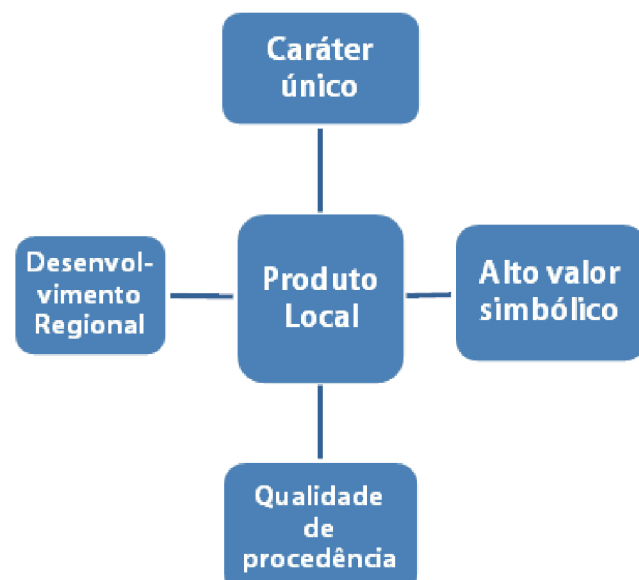 Caráter
único
Desenvol-
vimento
Regional
Produto
Local
Alto valor
simbólico
Qualidade
de
procedência